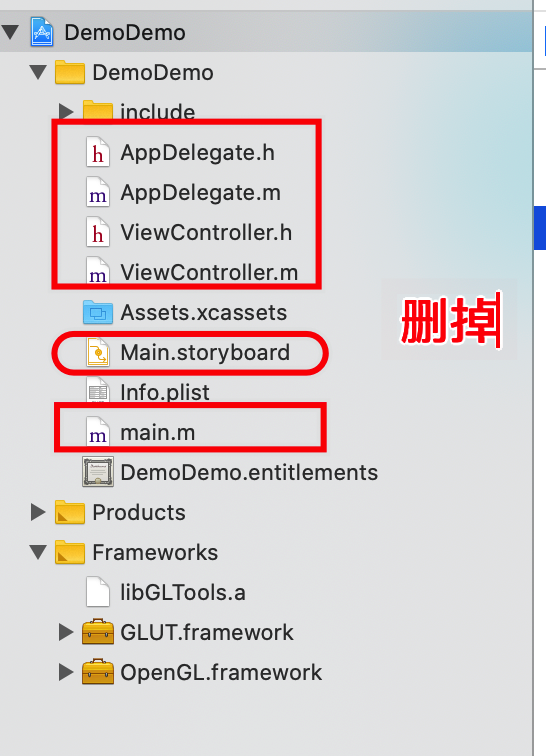 DemoDemo
DemoDemo
include
h AppDelegate.h
m AppDelegate.m
h ViewController.h
m ViewController.m
Assets.xcassets
删掉
Main.storyboard
Info.plist
m main.m
DemoDemo.entitlements
Products
Frameworks
libGLTools.a
GLUT.framework
OpenGL.framework